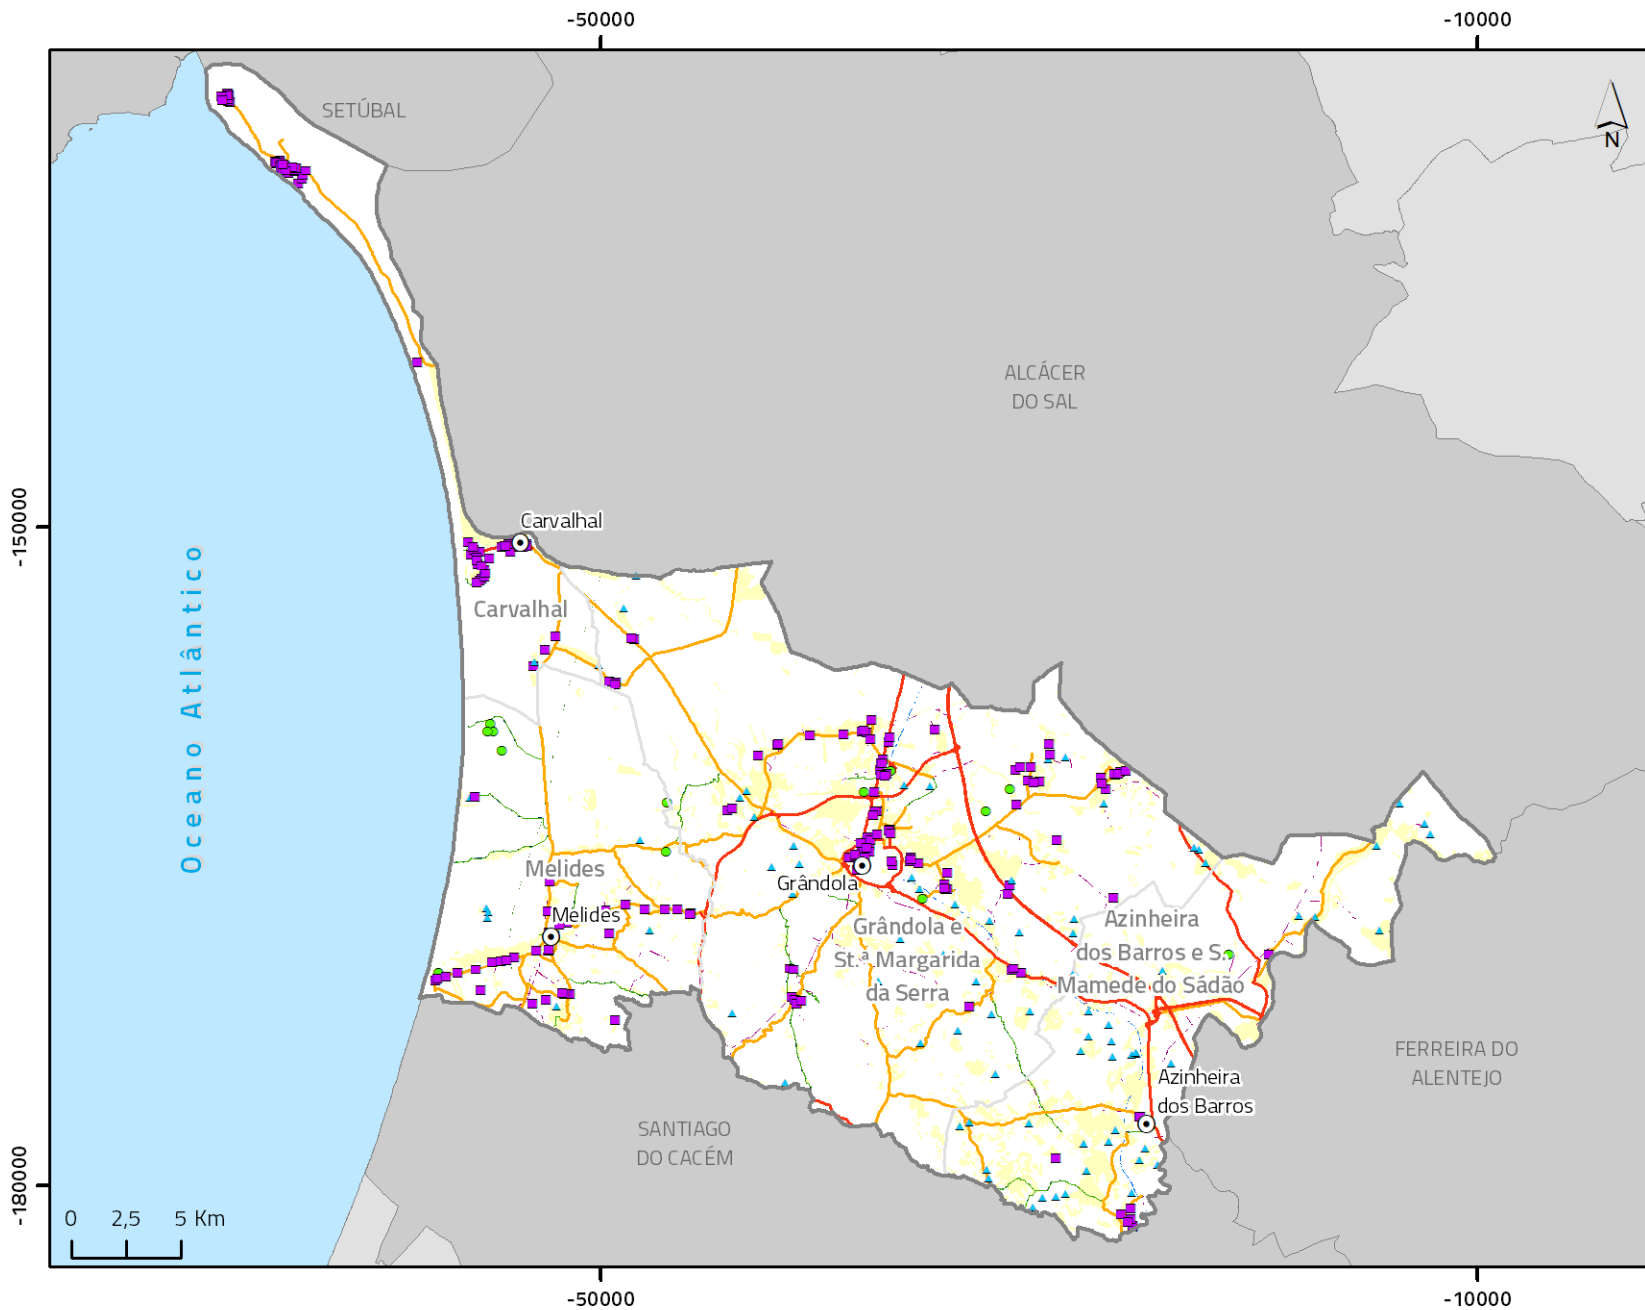 -50000
-10000
SETÚBAL
N
ALCÁCER
DO SAL
-150000
Carvalhal
Oceano Atlântico
Carvalhal
Melides
Grândola
Melides
Grândola e
St.ª Margarida
da Serra
Azinheira
dos Barros e S.
Mamede do Sádão
FERREIRA DO
ALENTEJO
Azinheira
dos Barros
SANTIAGO
DO CACÉM
-180000
0 2,5 5 Km
-50000
-10000